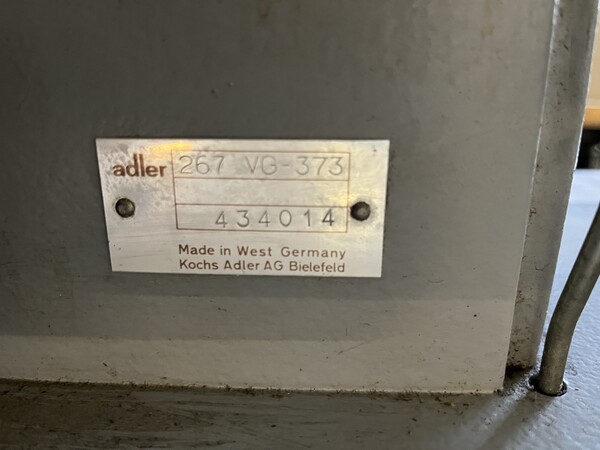 adler 267 VG-373
434014
Made in West Germany
Kochs Adler AG Bielefeld